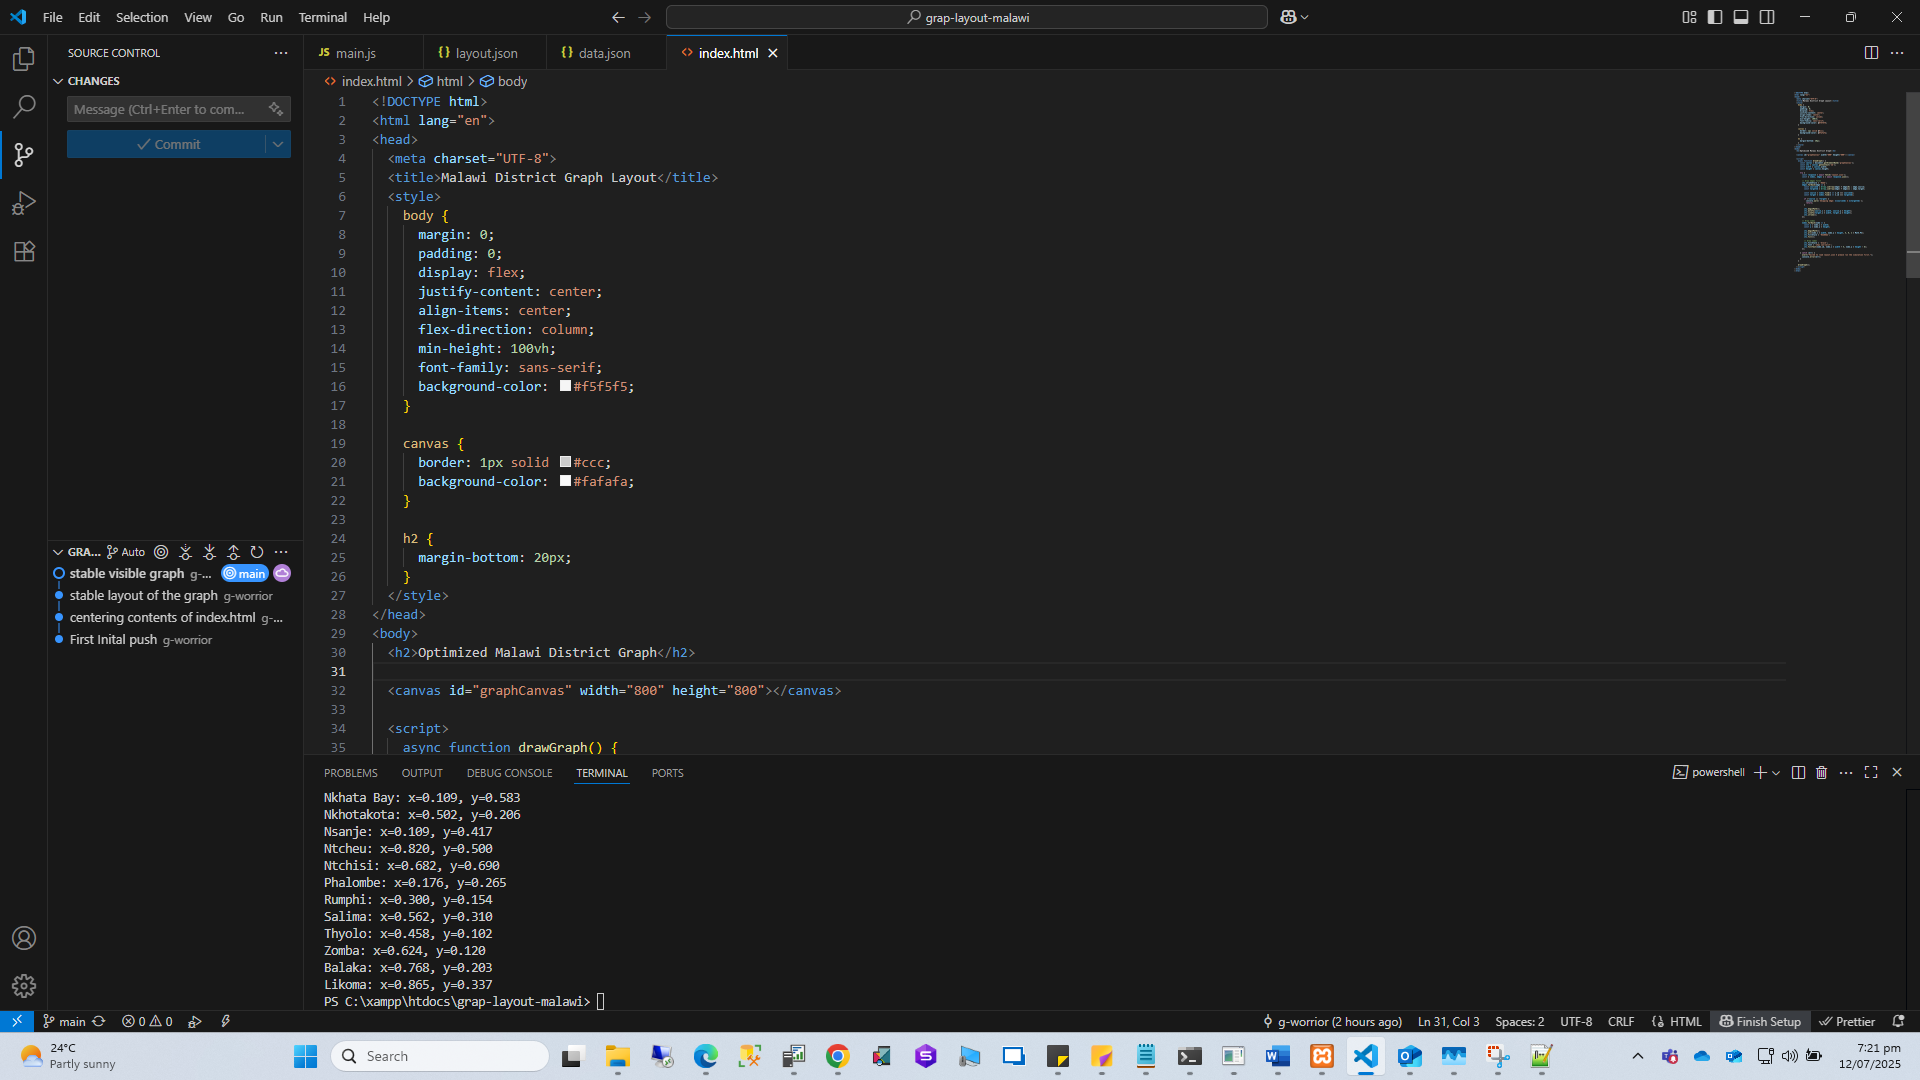 File Edit Selection View Go Run Terminal Help
grap-layout-malawi
SOURCE CONTROL
CHANGES
Message (Ctrl+Enter to com...
Commit
GRA... Auto
stable visible graph g-... main
stable layout of the graph g-worrior
centering contents of index.html g-...
First Inital push g-worrior
JS main.js {} layout.json {} data.json <> index.html
<> index.html > html > body
1 <!DOCTYPE html>
2 <html lang="en">
3 <head>
4 <meta charset="UTF-8">
5 <title>Malawi District Graph Layout</title>
6 <style>
7 body {
8 margin: 0;
9 padding: 0;
10 display: flex;
11 justify-content: center;
12 align-items: center;
13 flex-direction: column;
14 min-height: 100vh;
15 font-family: sans-serif;
16 background-color: #f5f5f5;
17 }
18
19 canvas {
20 border: 1px solid #ccc;
21 background-color: #fafafa;
22 }
23
24 h2 {
25 margin-bottom: 20px;
26 }
27 </style>
28 </head>
29 <body>
30 <h2>Optimized Malawi District Graph</h2>
31
32 <canvas id="graphCanvas" width="800" height="800"></canvas>
33
34 <script>
35 async function drawGraph() {
PROBLEMS OUTPUT DEBUG CONSOLE TERMINAL PORTS
powershell
Nkhata Bay: x=0.109, y=0.583
Nkhotakota: x=0.502, y=0.206
Nsanje: x=0.109, y=0.417
Ntcheu: x=0.820, y=0.500
Ntchisi: x=0.682, y=0.690
Phalombe: x=0.176, y=0.265
Rumphi: x=0.300, y=0.154
Salima: x=0.562, y=0.310
Thyolo: x=0.458, y=0.102
Zomba: x=0.624, y=0.120
Balaka: x=0.768, y=0.203
Likoma: x=0.865, y=0.337
PS C:\xampp\htdocs\grap-layout-malawi>
main 0 0 g-worrior (2 hours ago) Ln 31, Col 3 Spaces: 2 UTF-8 CRLF {} HTML Finish Setup Prettier
24°C
Partly sunny
Search
7:21 pm
12/07/2025